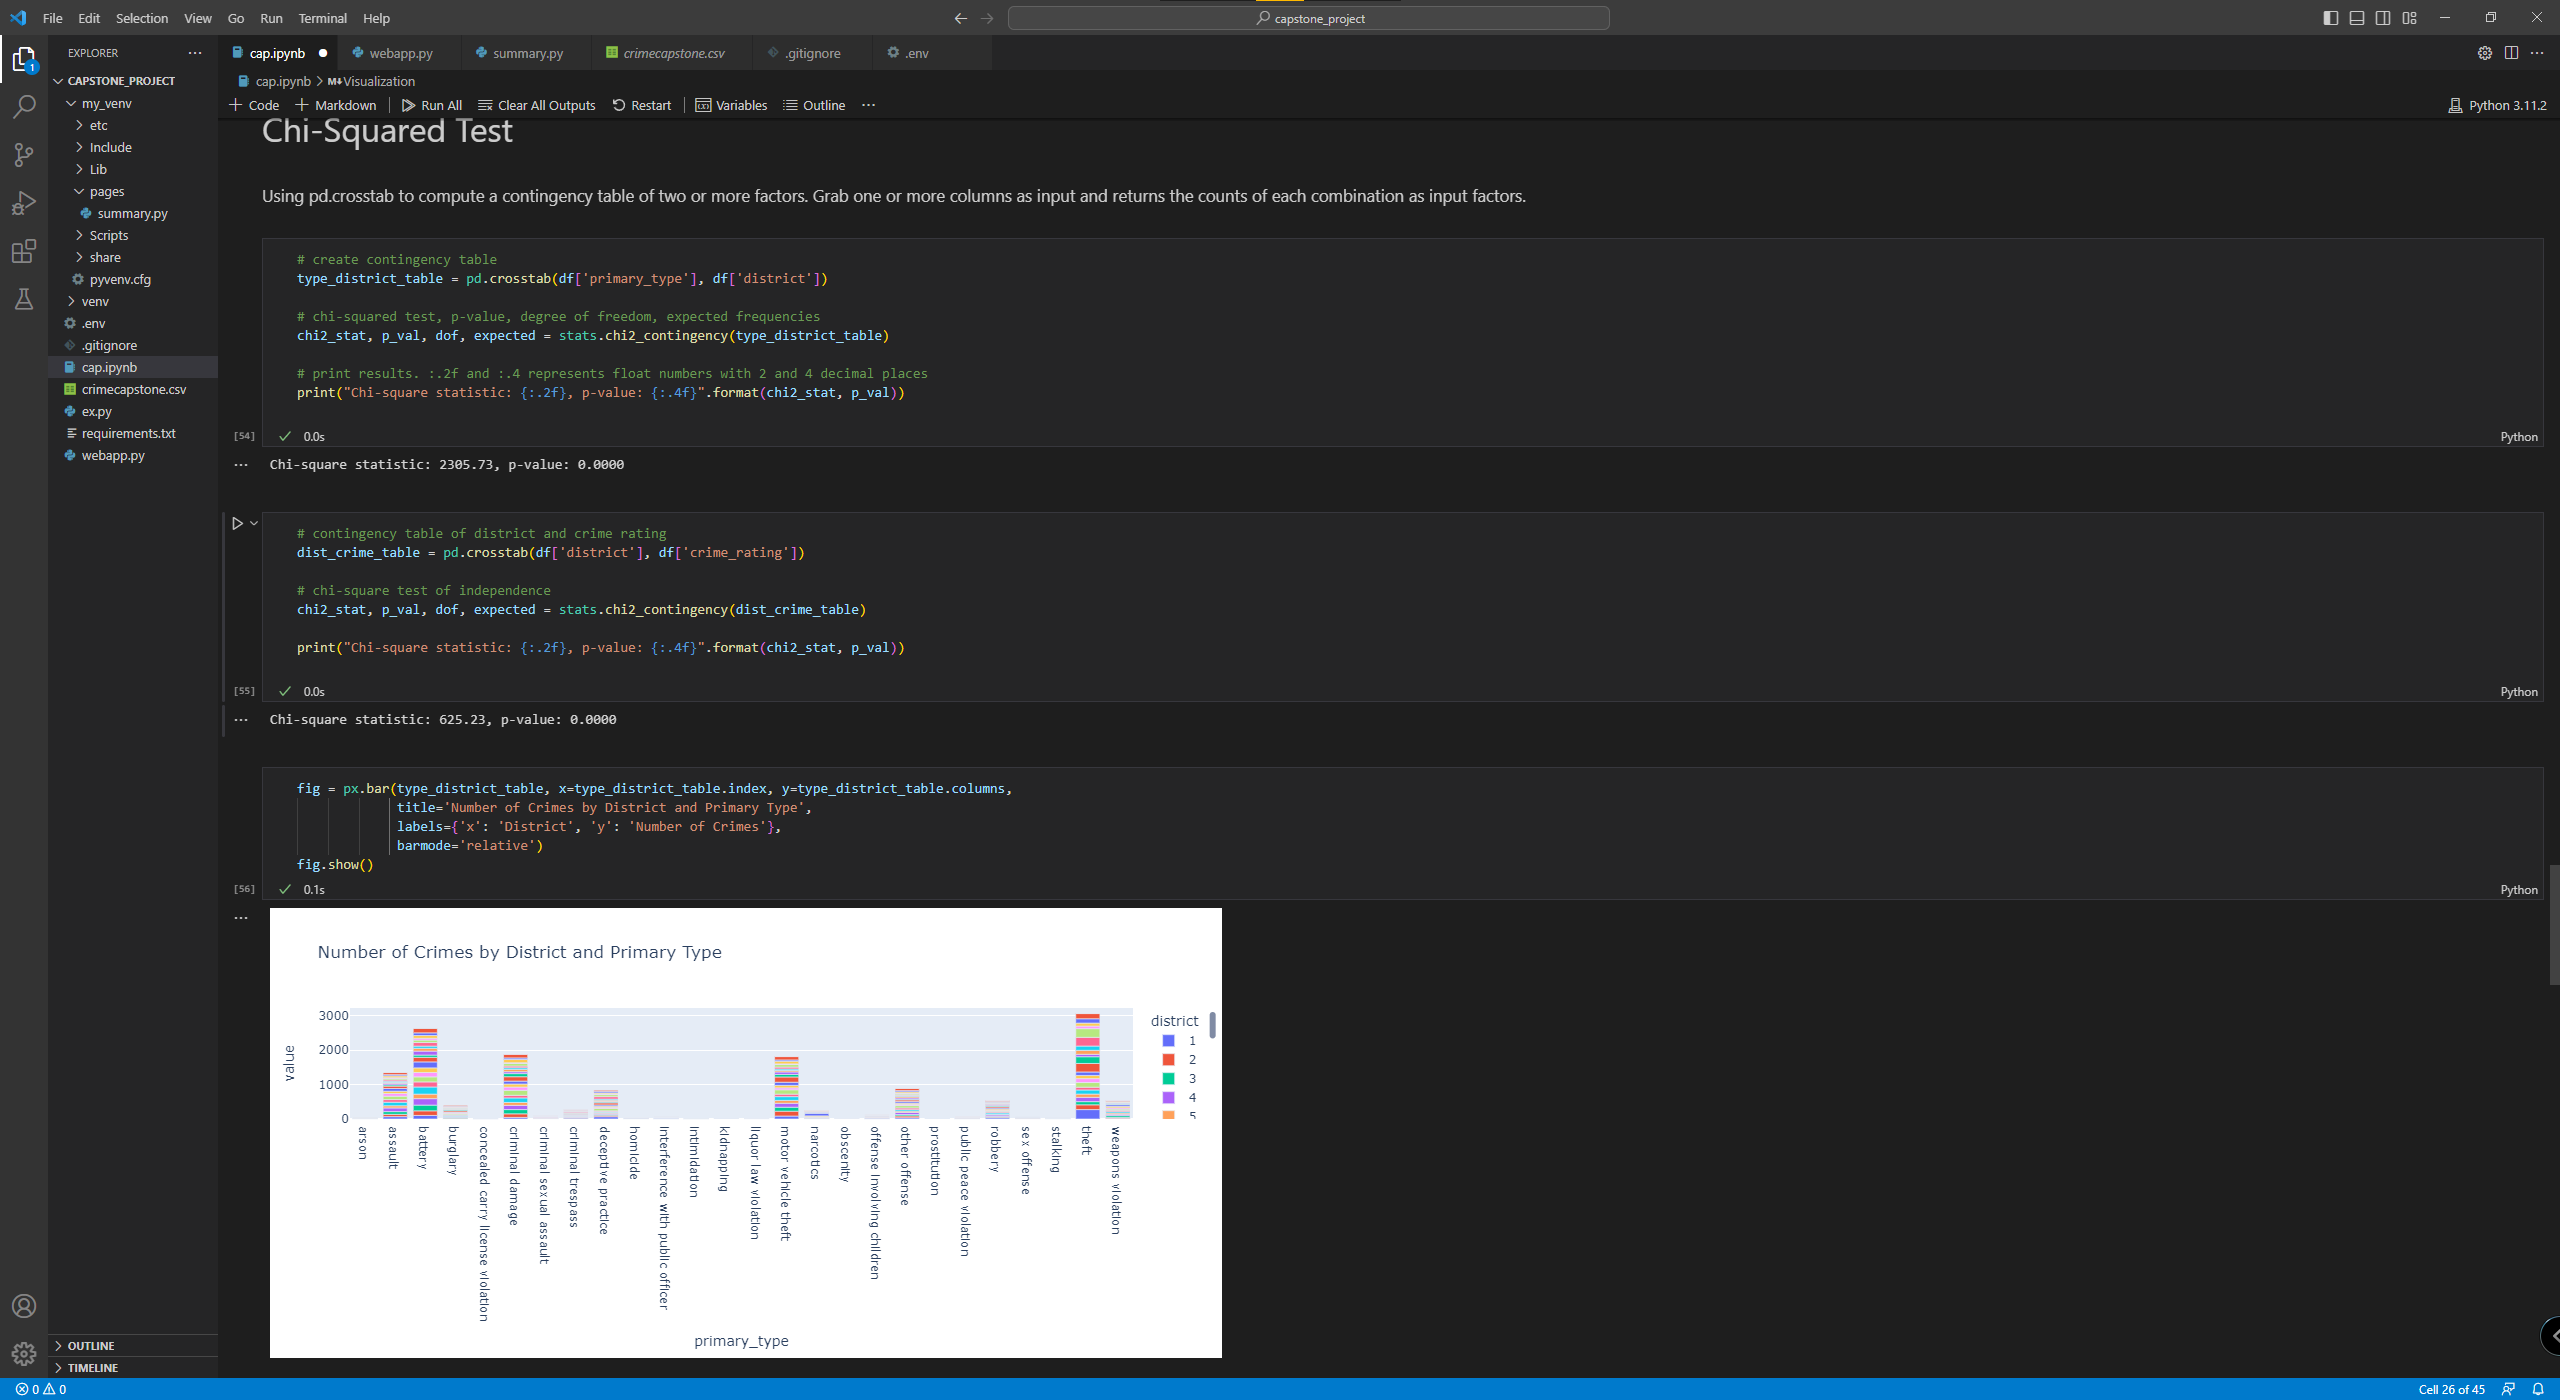 File Edit Selection View Go Run Terminal Help
capstone_project
EXPLORER
1
CAPSTONE_PROJECT
my_venv
etc
Include
Lib
pages
summary.py
Scripts
share
pyvenv.cfg
venv
.env
.gitignore
cap.ipynb
crimecapstone.csv
ex.py
requirements.txt
webapp.py
OUTLINE
TIMELINE
cap.ipynb webapp.py summary.py crimecapstone.csv .gitignore .env
cap.ipynb > M↓Visualization
+ Code + Markdown | Run All Clear All Outputs Restart | Variables Outline ···
Python 3.11.2
Chi-Squared Test
Using pd.crosstab to compute a contingency table of two or more factors. Grab one or more columns as input and returns the counts of each combination as input factors.
# create contingency table
type_district_table = pd.crosstab(df['primary_type'], df['district'])
# chi-squared test, p-value, degree of freedom, expected frequencies
chi2_stat, p_val, dof, expected = stats.chi2_contingency(type_district_table)
# print results. :.2f and :.4 represents float numbers with 2 and 4 decimal places
print("Chi-square statistic: {:.2f}, p-value: {:.4f}".format(chi2_stat, p_val))
[54] 0.0s
Python
Chi-square statistic: 2305.73, p-value: 0.0000
# contingency table of district and crime rating
dist_crime_table = pd.crosstab(df['district'], df['crime_rating'])
# chi-square test of independence
chi2_stat, p_val, dof, expected = stats.chi2_contingency(dist_crime_table)
print("Chi-square statistic: {:.2f}, p-value: {:.4f}".format(chi2_stat, p_val))
[55] 0.0s
Python
Chi-square statistic: 625.23, p-value: 0.0000
fig = px.bar(type_district_table, x=type_district_table.index, y=type_district_table.columns,
title='Number of Crimes by District and Primary Type',
labels={'x': 'District', 'y': 'Number of Crimes'},
barmode='relative')
fig.show()
[56] 0.1s
Python
Number of Crimes by District and Primary Type
value
3000
2000
1000
0
district
1
2
3
4
5
arson
assault
battery
burglary
concealed carry license violation
criminal damage
criminal sexual assault
criminal trespass
deceptive practice
homicide
interference with public officer
intimidation
kidnapping
liquor law violation
motor vehicle theft
narcotics
obscenity
offense involving children
other offense
prostitution
public peace violation
robbery
sex offense
stalking
theft
weapons violation
primary_type
0 0
Cell 26 of 45